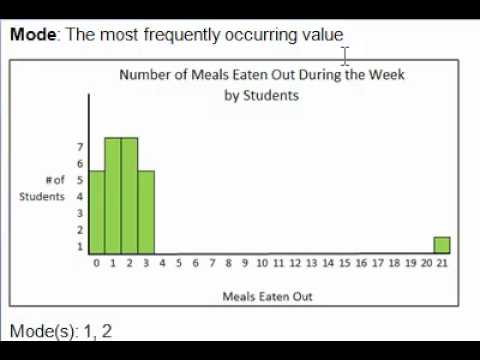 Mode: The most frequently occurring value
Number of Meals Eaten Out During the Week
by Students
7
6
# of
5
Students
4
3
2
1
0 1 2 3 4 5 6 7 8 9 10 11 12 13 14 15 16 17 18 19 20 21
Meals Eaten Out
Mode(s): 1, 2